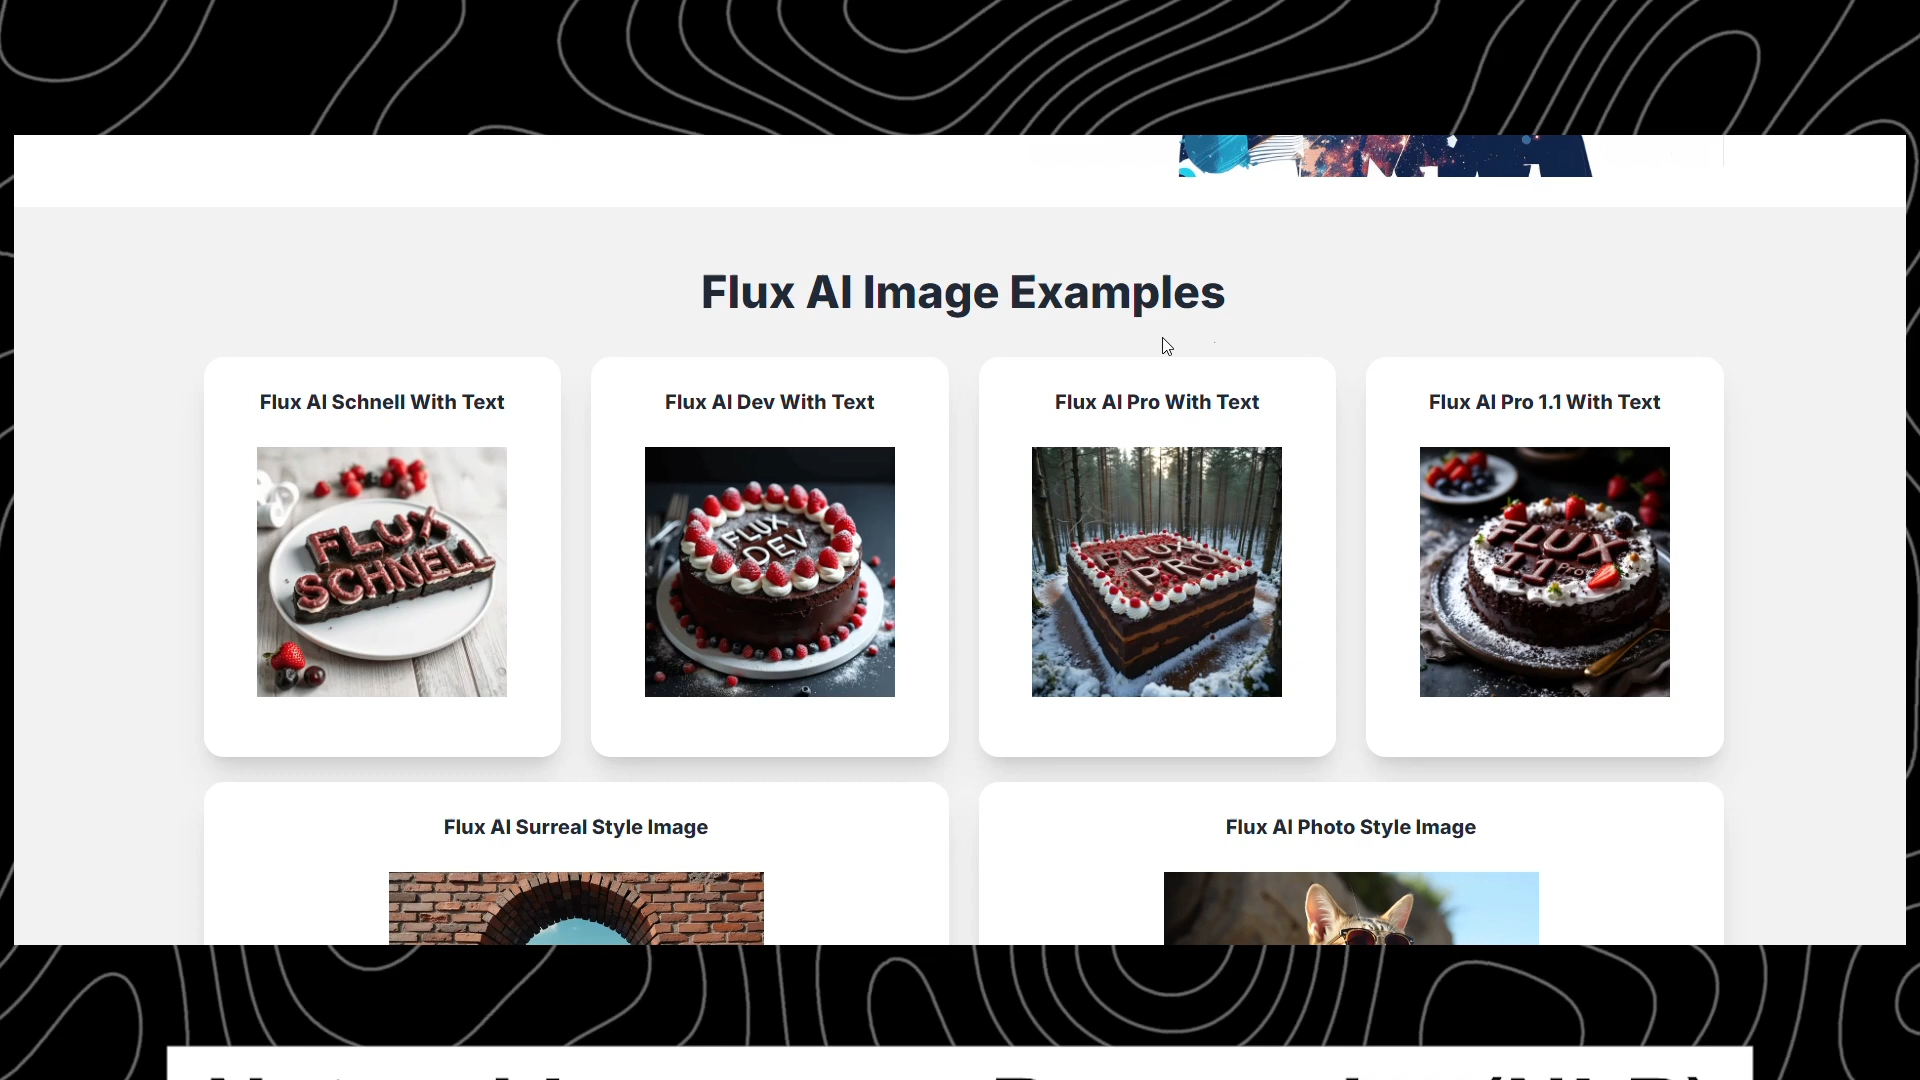 Flux AI Image Examples
Flux AI Schnell With Text
Flux AI Dev With Text
Flux AI Pro With Text
Flux AI Pro 1.1 With Text
FLUX
SCHNELL
FLUX
DEV
FLUX
PRO
FLUX
11 Pro
Flux AI Surreal Style Image
Flux AI Photo Style Image